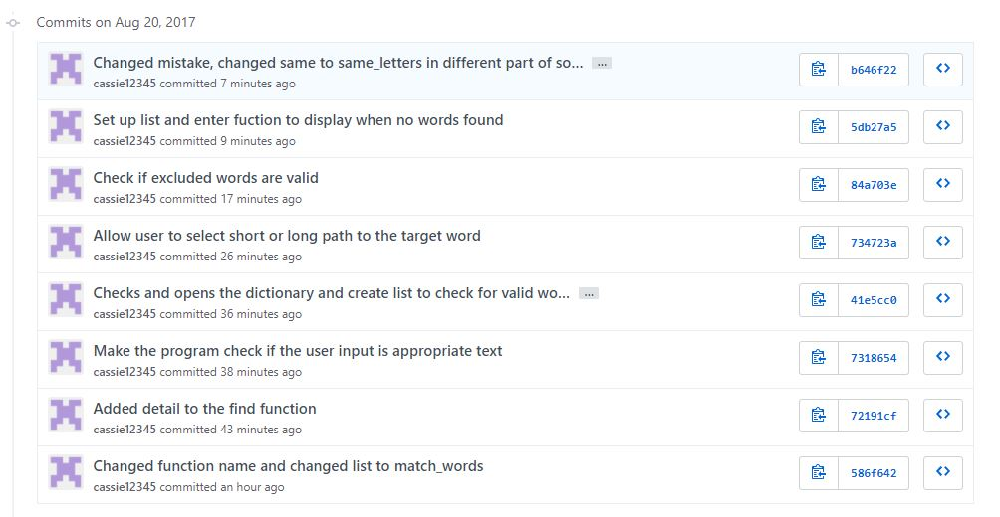 Commits on Aug 20, 2017
Changed mistake, changed same to same_letters in different part of so... ...
cassie12345 committed 7 minutes ago
b646f22
Set up list and enter fuction to display when no words found
cassie12345 committed 9 minutes ago
5db27a5
Check if excluded words are valid
cassie12345 committed 17 minutes ago
84a703e
Allow user to select short or long path to the target word
cassie12345 committed 26 minutes ago
734723a
Checks and opens the dictionary and create list to check for valid wo... ...
cassie12345 committed 36 minutes ago
41e5cc0
Make the program check if the user input is appropriate text
cassie12345 committed 38 minutes ago
7318654
Added detail to the find function
cassie12345 committed 43 minutes ago
72191cf
Changed function name and changed list to match_words
cassie12345 committed an hour ago
586f642